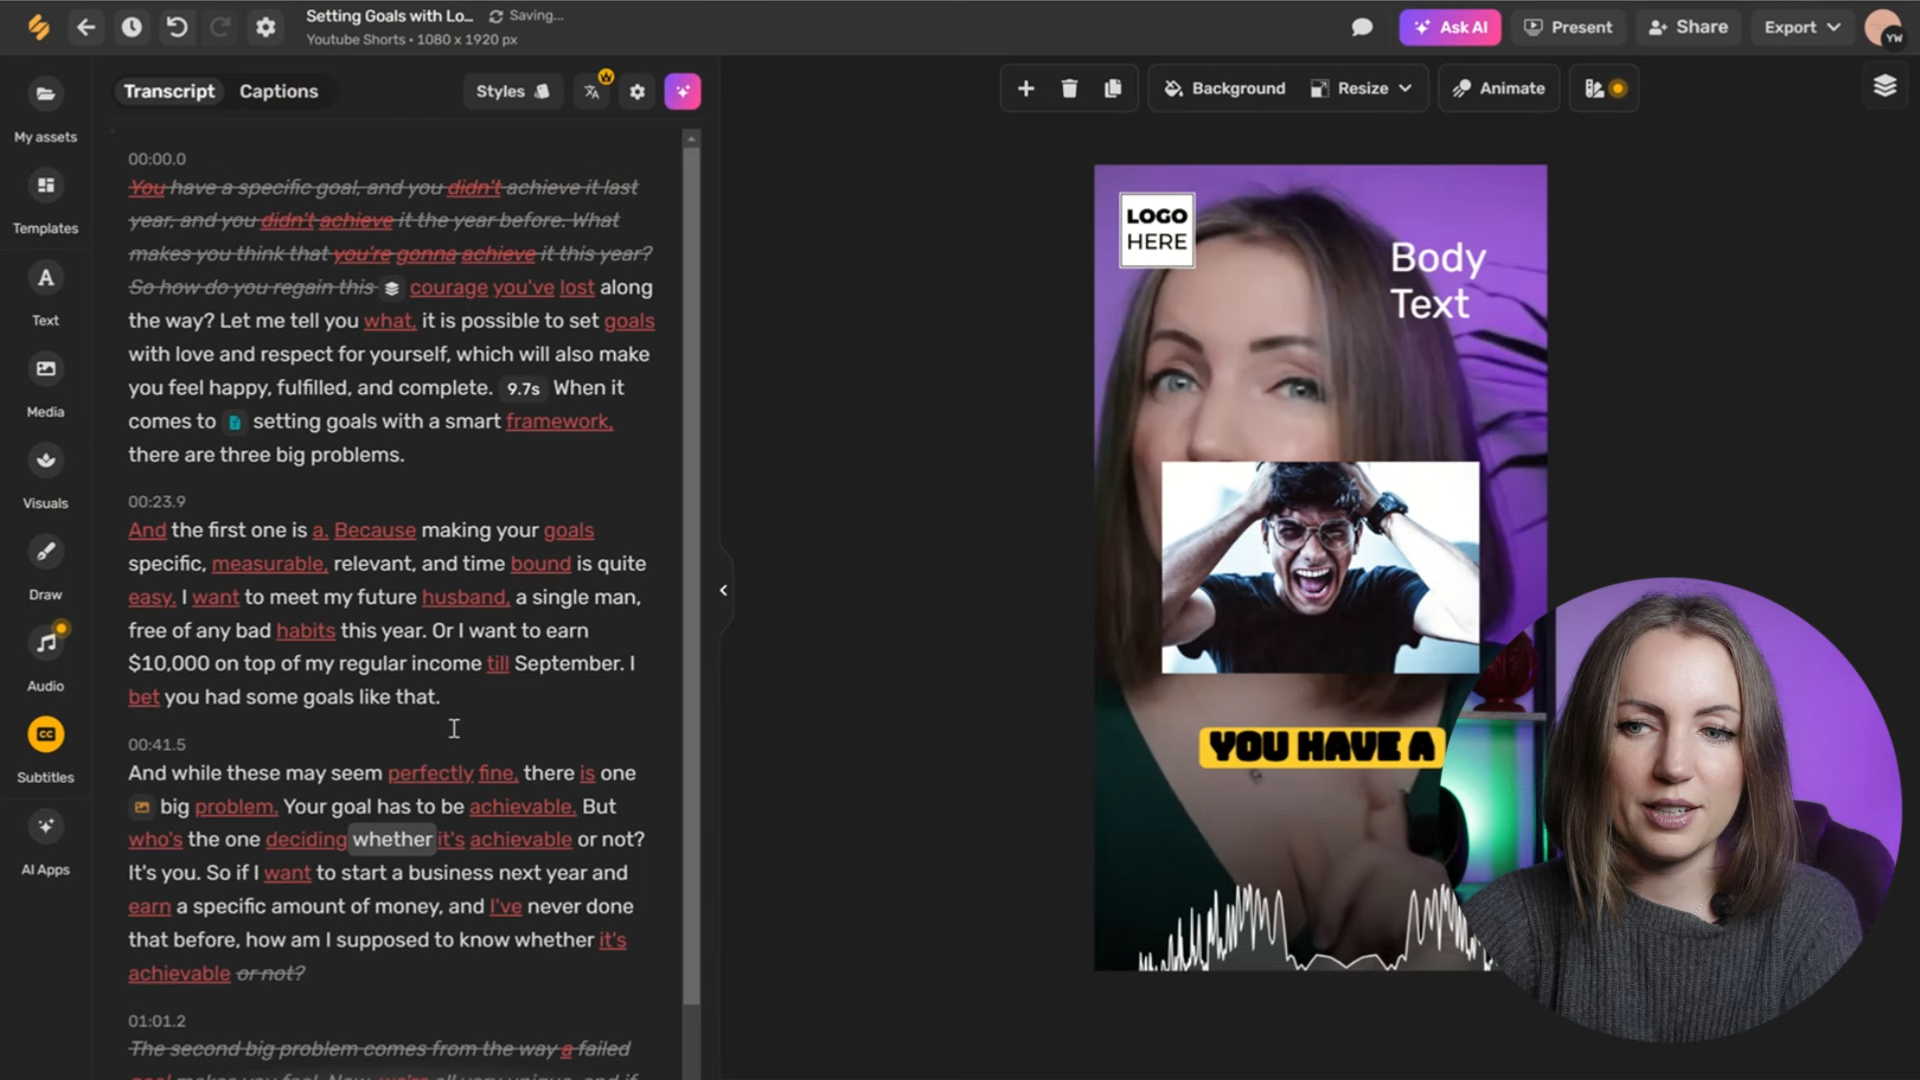 Setting Goals with Lo...
Saving...
Youtube Shorts • 1080 x 1920 px
Ask AI
Present
Share
Export
YW
My assets
Templates
Text
Media
Visuals
Draw
Audio
CC
Subtitles
AI Apps
Transcript
Captions
Styles
00:00.0
You have a specific goal, and you didn't achieve it last
year, and you didn't achieve it the year before. What
makes you think that you're gonna achieve it this year?
So how do you regain this courage you've lost along
the way? Let me tell you what, it is possible to set goals
with love and respect for yourself, which will also make
you feel happy, fulfilled, and complete. 9.7s When it
comes to setting goals with a smart framework,
there are three big problems.
00:23.9
And the first one is a. Because making your goals
specific, measurable, relevant, and time bound is quite
easy. I want to meet my future husband, a single man,
free of any bad habits this year. Or I want to earn
$10,000 on top of my regular income till September. I
bet you had some goals like that.
00:41.5
And while these may seem perfectly fine, there is one
big problem. Your goal has to be achievable. But
who's the one deciding whether it's achievable or not?
It's you. So if I want to start a business next year and
earn a specific amount of money, and I've never done
that before, how am I supposed to know whether it's
achievable or not?
01:01.2
The second big problem comes from the way a failed
Background
Resize
Animate
LOGO
HERE
Body
Text
YOU HAVE A